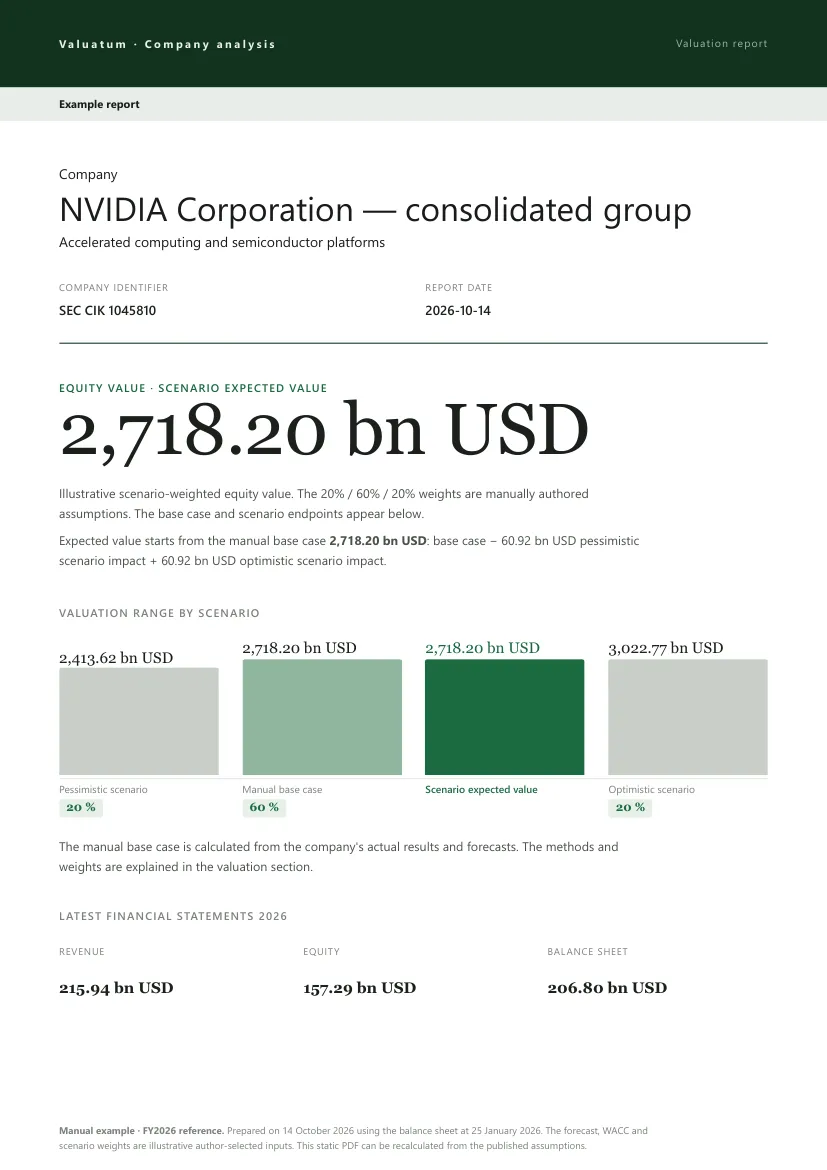 Valuatum · Company analysis
Valuation report
Example report
Company
NVIDIA Corporation — consolidated group
Accelerated computing and semiconductor platforms
COMPANY IDENTIFIER
REPORT DATE
SEC CIK 1045810
2026-10-14
EQUITY VALUE · SCENARIO EXPECTED VALUE
2,718.20 bn USD
Illustrative scenario-weighted equity value. The 20% / 60% / 20% weights are manually authored
assumptions. The base case and scenario endpoints appear below.
Expected value starts from the manual base case 2,718.20 bn USD: base case − 60.92 bn USD pessimistic
scenario impact + 60.92 bn USD optimistic scenario impact.
VALUATION RANGE BY SCENARIO
2,413.62 bn USD
2,718.20 bn USD
2,718.20 bn USD
3,022.77 bn USD
Pessimistic scenario
Manual base case
Scenario expected value
Optimistic scenario
20 %
60 %
20 %
The manual base case is calculated from the company's actual results and forecasts. The methods and
weights are explained in the valuation section.
LATEST FINANCIAL STATEMENTS 2026
REVENUE
EQUITY
BALANCE SHEET
215.94 bn USD
157.29 bn USD
206.80 bn USD
Manual example · FY2026 reference. Prepared on 14 October 2026 using the balance sheet at 25 January 2026. The forecast, WACC and
scenario weights are illustrative author-selected inputs. This static PDF can be recalculated from the published assumptions.